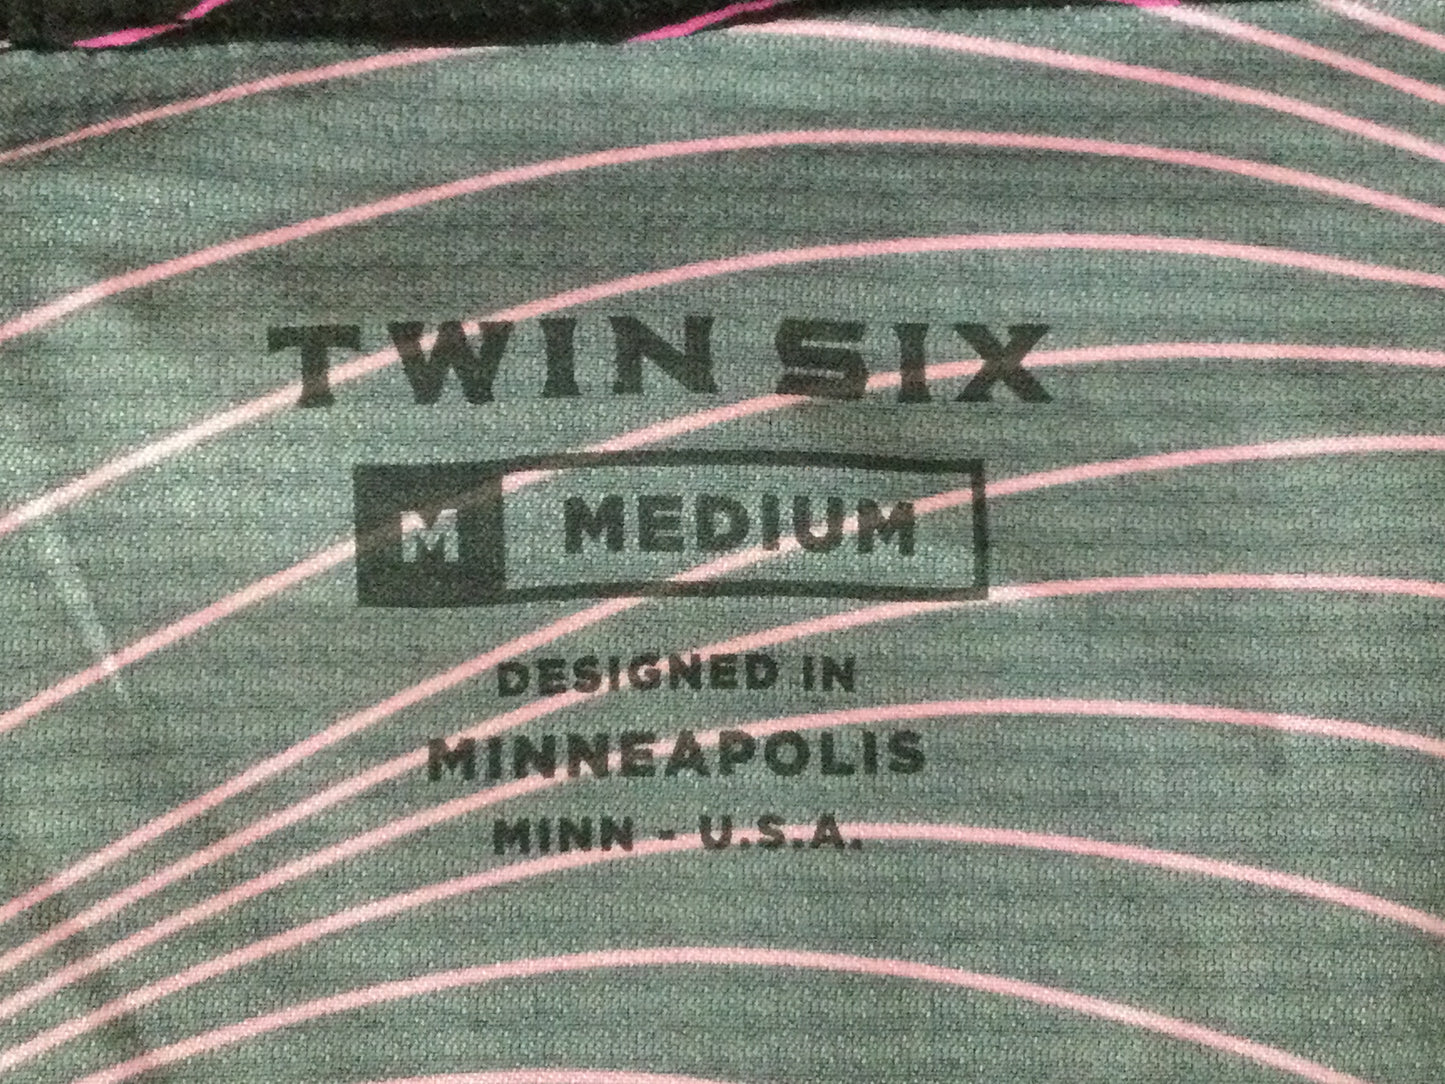 TWIN SIX
M MEDIUM
DESIGNED IN
MINNEAPOLIS
MINN - U.S.A.